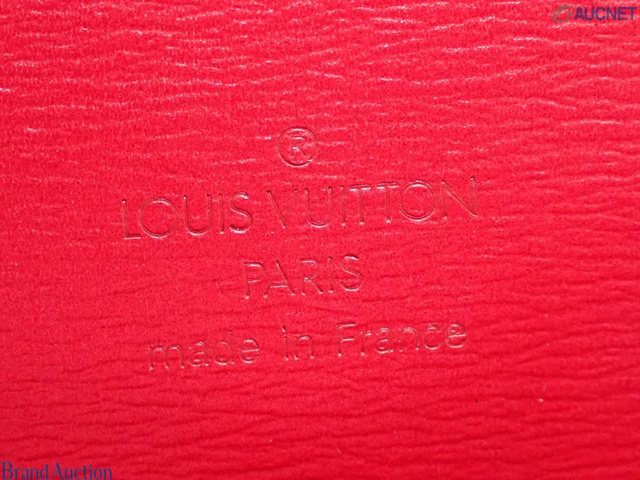 AUCNET
®
LOUIS VUITTON
PARIS
made in France
Brand Auction